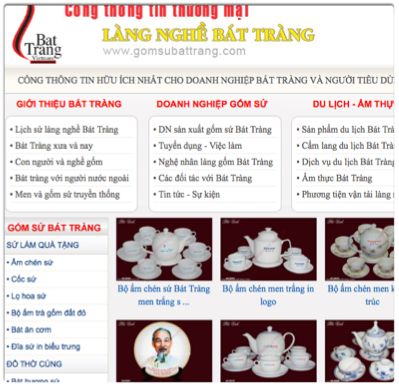 Cổng thông tin thương mại
LÀNG NGHỀ BÁT TRÀNG
www.gomsubattrang.com
Bat
Trang
Vietnam
CỔNG THÔNG TIN HỮU ÍCH NHẤT CHO DOANH NGHIỆP BÁT TRÀNG VÀ NGƯỜI TIÊU DÙ
GIỚI THIỆU BÁT TRÀNG
• Lịch sử làng nghề Bát Tràng
• Bát Tràng xưa và nay
• Con người và nghề gốm
• Bát tràng với người nước ngoài
• Men và gốm sứ truyền thống
DOANH NGHIỆP GỐM SỨ
• DN sản xuất gốm sứ Bát Tràng
• Tuyển dụng - Việc làm
• Nghệ nhân làng gốm Bát Tràng
• Các đối tác với Bát Tràng
• Tin tức - Sự kiện
DU LỊCH - ẨM THỰ
• Sản phẩm du lịch Bát Tr
• Cẩm lang du lịch Bát Tr
• Dịch vụ du lịch Bát Tràng
• Ẩm thực Bát Tràng
• Phương tiện vận tải làng n
GỐM SỨ BÁT TRÀNG
SỨ LÀM QUÀ TẶNG
• Ấm chén sứ
• Cốc sứ
• Lọ hoa sứ
• Bộ ấm trà gốm đất đỏ
• Bát ăn cơm
• Đĩa sứ in biểu trưng
ĐỒ THỜ CÚNG
• Bát hương sứ
Bộ ấm chén sứ Bát Tràng
men trắng s ...
Bộ ấm chén men trắng in
logo
Bộ ấm chén men k
trúc